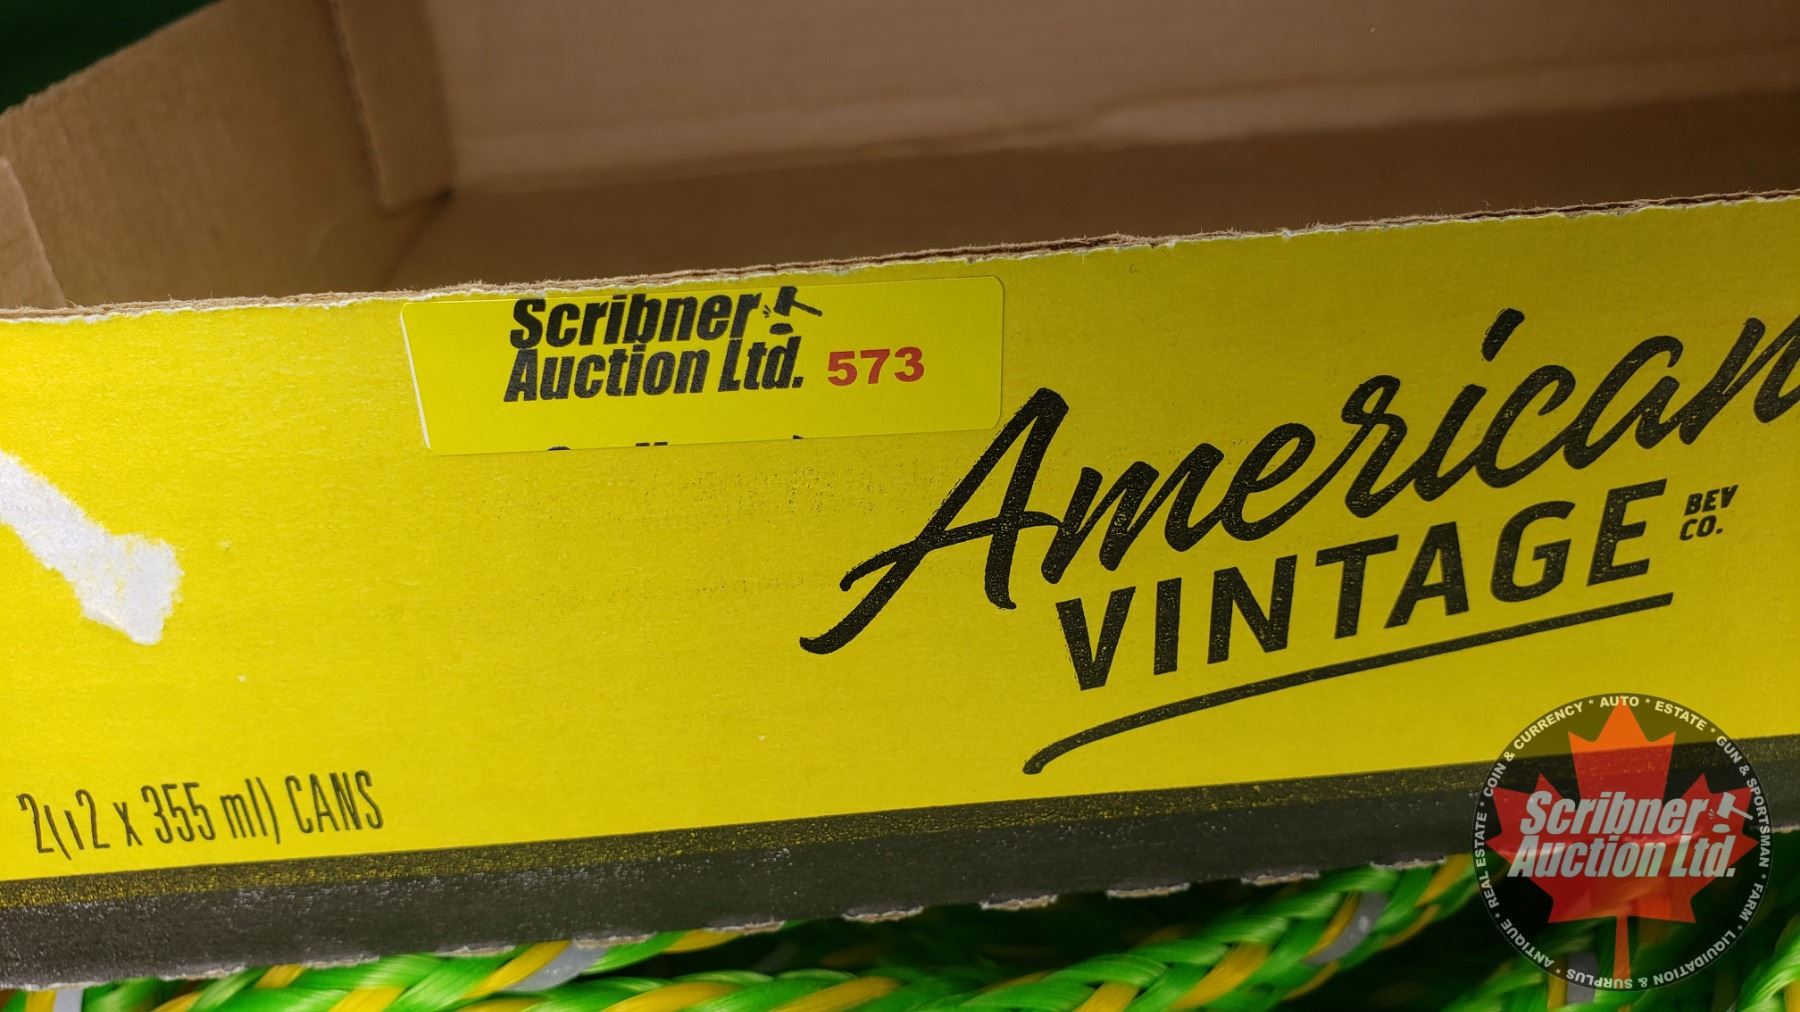 Scribner
Auction Ltd. 573
American
VINTAGE
BEV
CO.
2(12 x 355 ml) CANS
Scribner
Auction Ltd.
* COIN & CURRENCY * AUTO * ESTATE * GUN & SPORTSMAN * FARM * LIQUIDATION & SURPLUS * ANTIQUE * REAL ESTATE